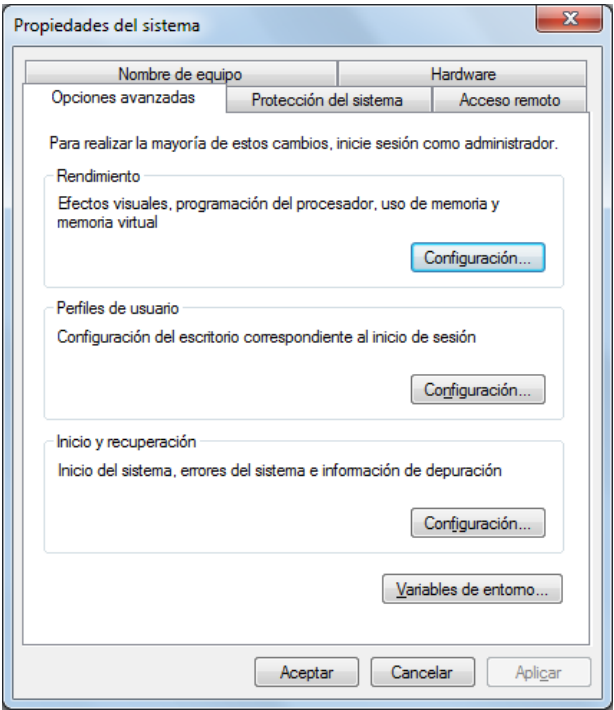 Propiedades del sistema
Nombre de equipo Hardware
Opciones avanzadas Protección del sistema Acceso remoto
Para realizar la mayoría de estos cambios, inicie sesión como administrador.
Rendimiento
Efectos visuales, programación del procesador, uso de memoria y
memoria virtual
Configuración...
Perfiles de usuario
Configuración del escritorio correspondiente al inicio de sesión
Configuración...
Inicio y recuperación
Inicio del sistema, errores del sistema e información de depuración
Configuración...
Variables de entorno...
Aceptar Cancelar Aplicar